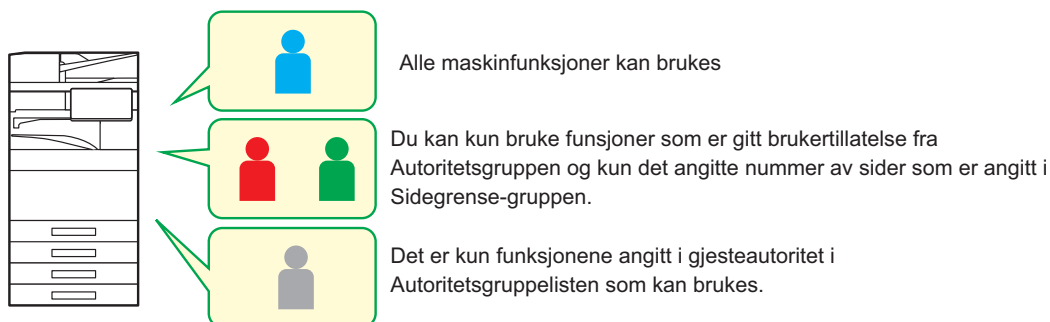 Alle maskinfunksjoner kan brukes
Du kan kun bruke funsjoner som er gitt brukertillatelse fra
Autoritetsgruppen og kun det angitte nummer av sider som er angitt i
Sidegrense-gruppen.
Det er kun funksjonene angitt i gjesteautoritet i
Autoritetsgruppelisten som kan brukes.